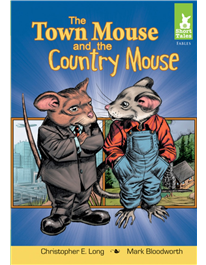 The
Town Mouse
and the
Country Mouse
Short
Tales
FABLES
Christopher E. Long
Mark Bloodworth